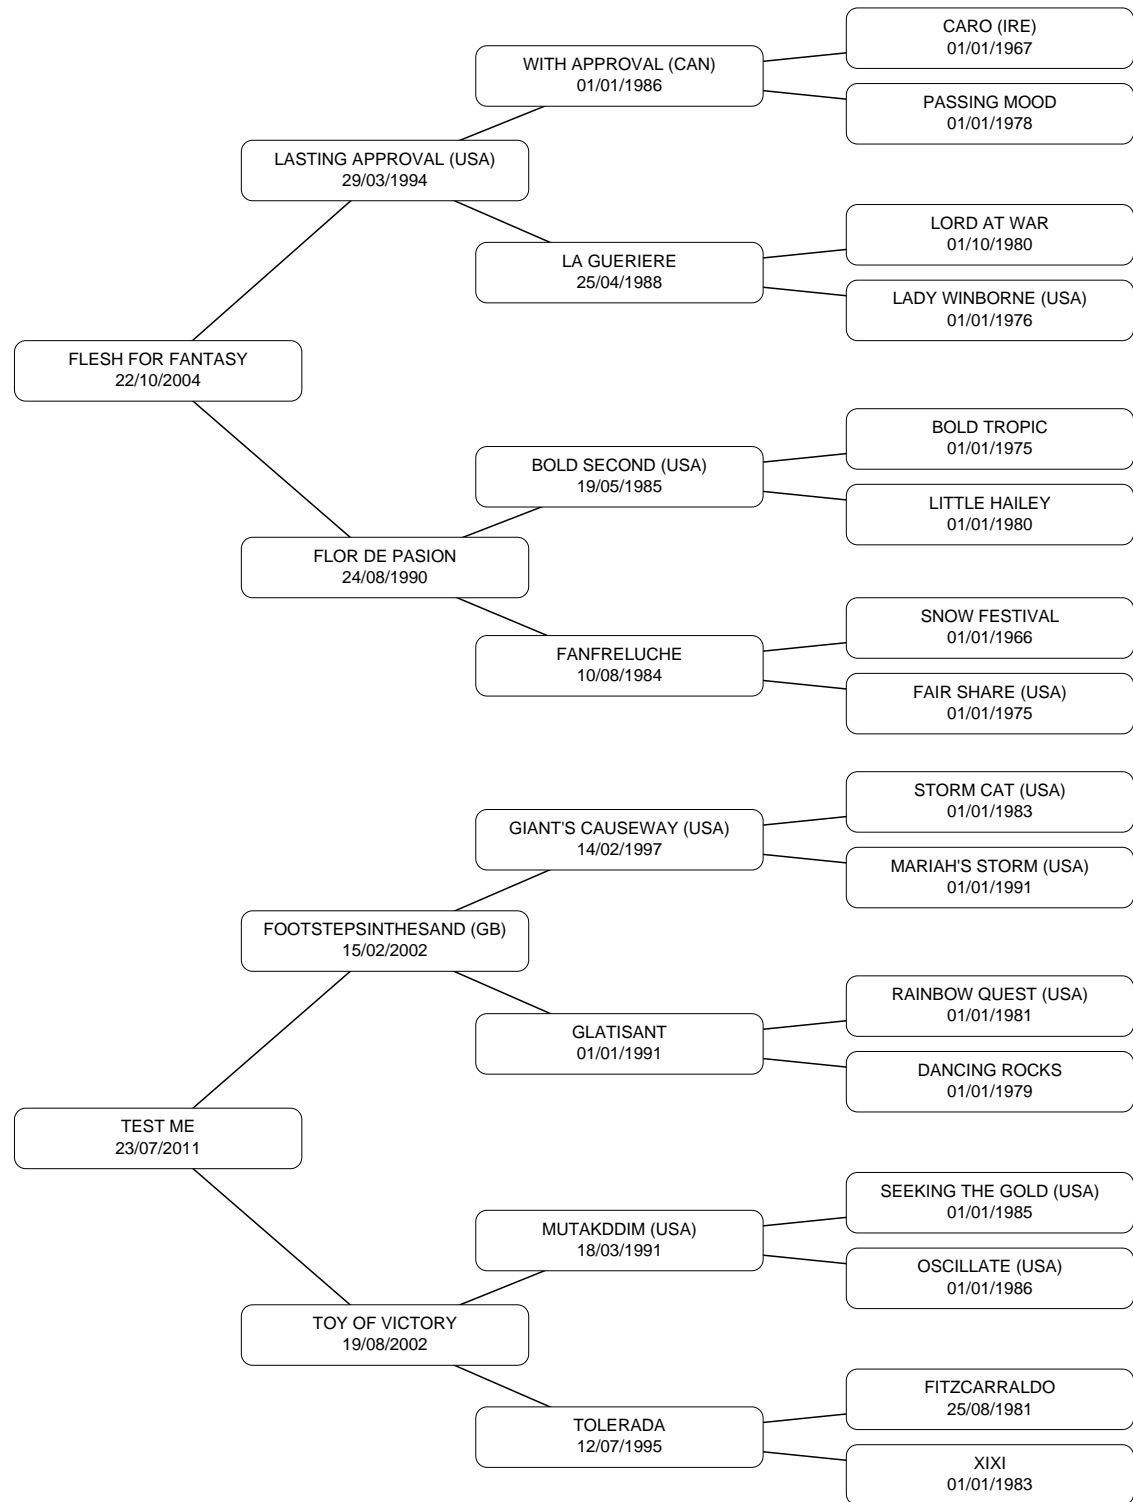 CARO (IRE)
01/01/1967
WITH APPROVAL (CAN)
01/01/1986
PASSING MOOD
01/01/1978
LASTING APPROVAL (USA)
29/03/1994
LORD AT WAR
01/10/1980
LA GUERIERE
25/04/1988
LADY WINBORNE (USA)
01/01/1976
FLESH FOR FANTASY
22/10/2004
BOLD TROPIC
01/01/1975
BOLD SECOND (USA)
19/05/1985
LITTLE HAILEY
01/01/1980
FLOR DE PASION
24/08/1990
SNOW FESTIVAL
01/01/1966
FANFRELUCHE
10/08/1984
FAIR SHARE (USA)
01/01/1975
STORM CAT (USA)
01/01/1983
GIANT'S CAUSEWAY (USA)
14/02/1997
MARIAH'S STORM (USA)
01/01/1991
FOOTSTEPSINTHESAND (GB)
15/02/2002
RAINBOW QUEST (USA)
01/01/1981
GLATISANT
01/01/1991
DANCING ROCKS
01/01/1979
TEST ME
23/07/2011
SEEKING THE GOLD (USA)
01/01/1985
MUTAKDDIM (USA)
18/03/1991
OSCILLATE (USA)
01/01/1986
TOY OF VICTORY
19/08/2002
FITZCARRALDO
25/08/1981
TOLERADA
12/07/1995
XIXI
01/01/1983